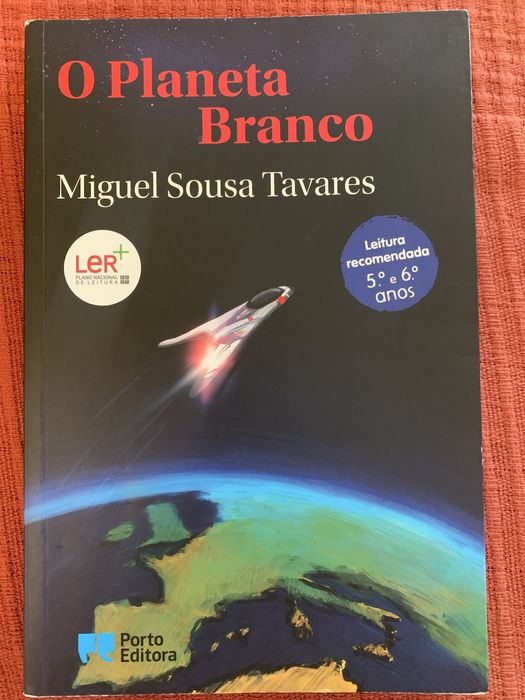 O Planeta
Branco
Miguel Sousa Tavares
LeR+
PLANO NACIONAL
DE LEITURA
Leitura
recomendada
5.º e 6.º
anos
Porto
Editora